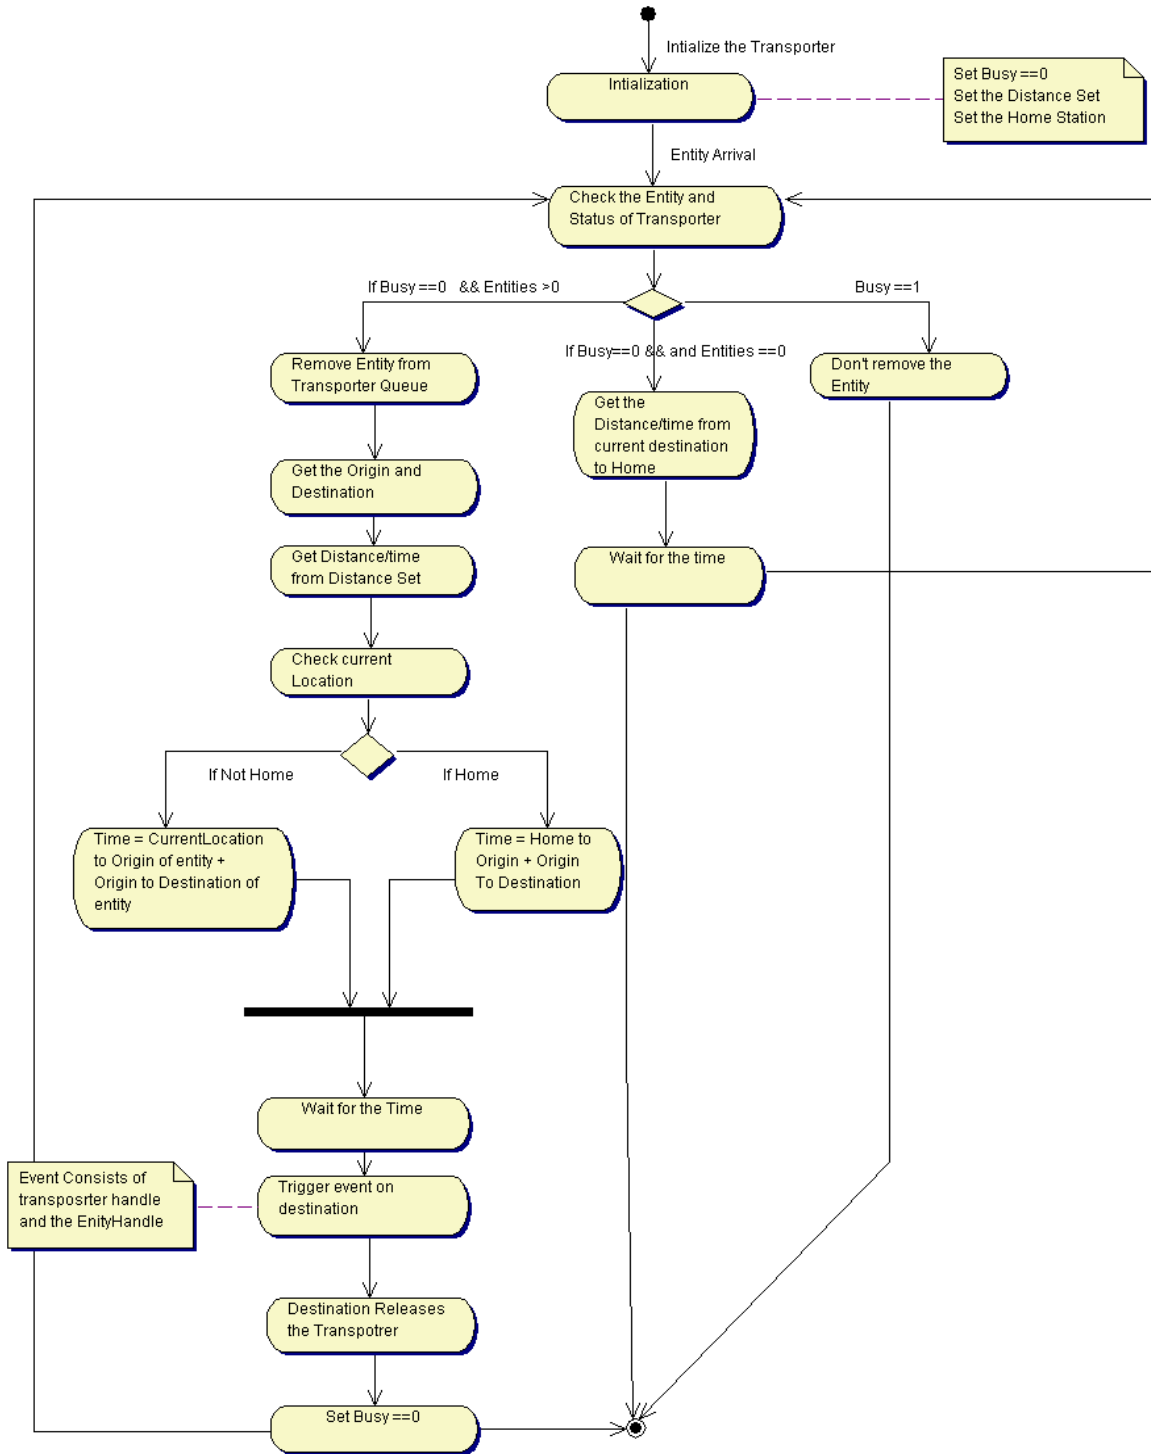 Intialize the Transporter
Intialization
Set Busy ==0
Set the Distance Set
Set the Home Station
Entity Arrival
Check the Entity and
Status of Transporter
If Busy ==0   && Entities >0
Busy ==1
If Busy==0 && and Entities ==0
Remove Entity from
Transporter Queue
Don't remove the
Entity
Get the
Distance/time from
current destination
to Home
Get the Origin and
Destination
Get Distance/time
from Distance Set
Wait for the time
Check current
Location
If Not Home
If Home
Time = CurrentLocation
to Origin of entity +
Origin to Destination of
entity
Time = Home to
Origin + Origin
To Destination
Wait for the Time
Event Consists of
transposrter handle
and the EnityHandle
Trigger event on
destination
Destination Releases
the Transpotrer
Set Busy ==0